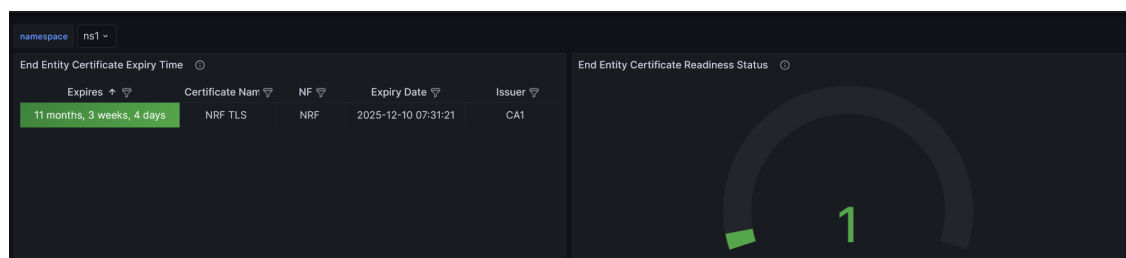 namespace ns1
End Entity Certificate Expiry Time
Expires Certificate Nam NF Expiry Date Issuer
11 months, 3 weeks, 4 days NRF TLS NRF 2025-12-10 07:31:21 CA1
End Entity Certificate Readiness Status
1